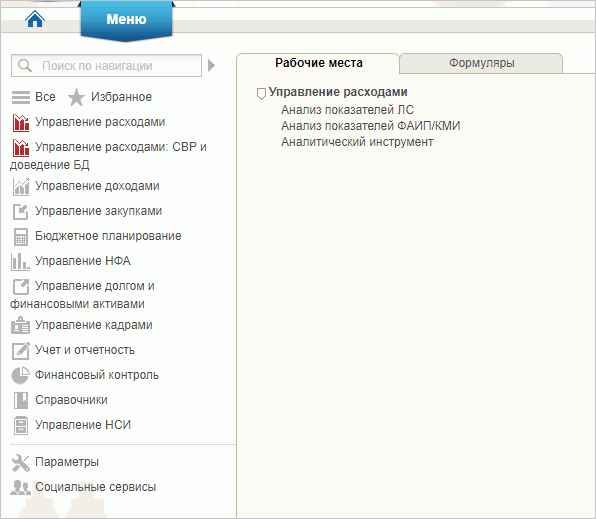 Меню
Поиск по навигации
Все Избранное
Управление расходами
Управление расходами: СВР и
доведение БД
Управление доходами
Управление закупками
Бюджетное планирование
Управление НФА
Управление долгом и
финансовыми активами
Управление кадрами
Учет и отчетность
Финансовый контроль
Справочники
Управление НСИ
Параметры
Социальные сервисы
Рабочие места Формуляры
Управление расходами
Анализ показателей ЛС
Анализ показателей ФАИП/КМИ
Аналитический инструмент